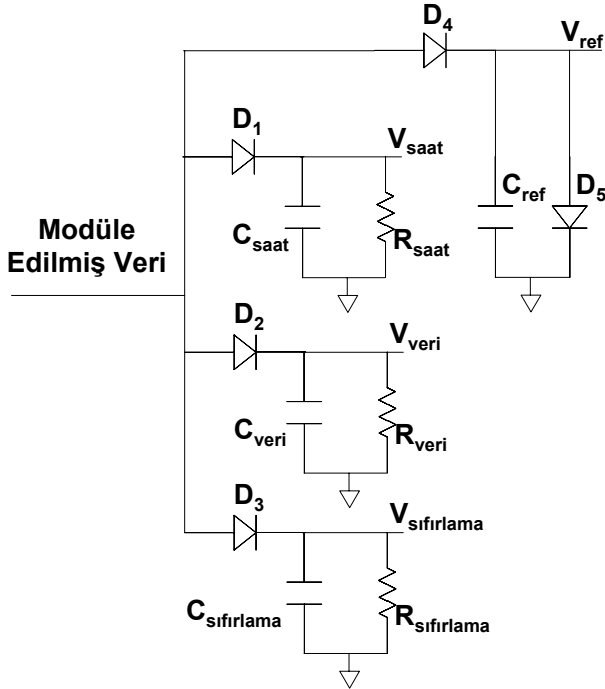 D4
Vref
D1
Vsaat
Cref
D5
Csaat
Rsaat
Modüle
Edilmiş Veri
D2
Vveri
Cveri
Rveri
D3
Vsıfırlama
Csıfırlama
Rsıfırlama